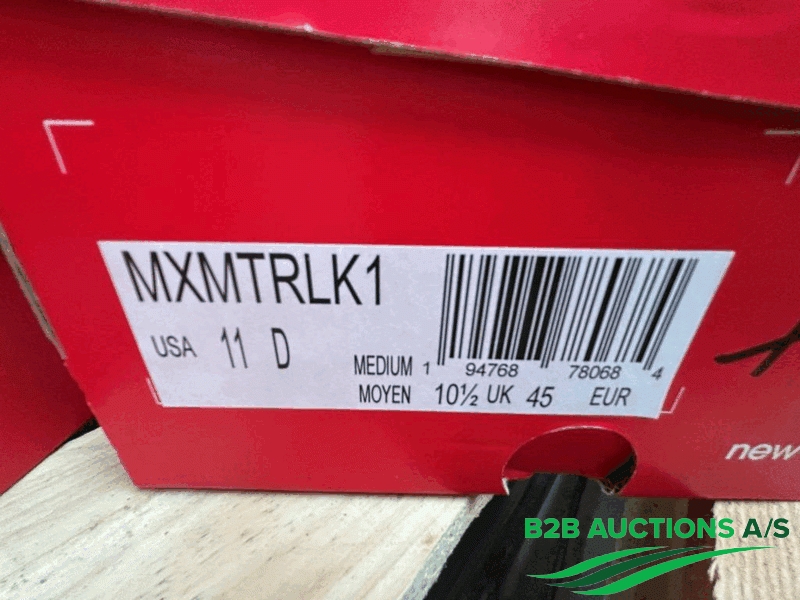 MXMTRLK1
USA 11 D
MEDIUM 1 94768 78068 4
MOYEN 10½ UK 45 EUR
new
B2B AUCTIONS A/S